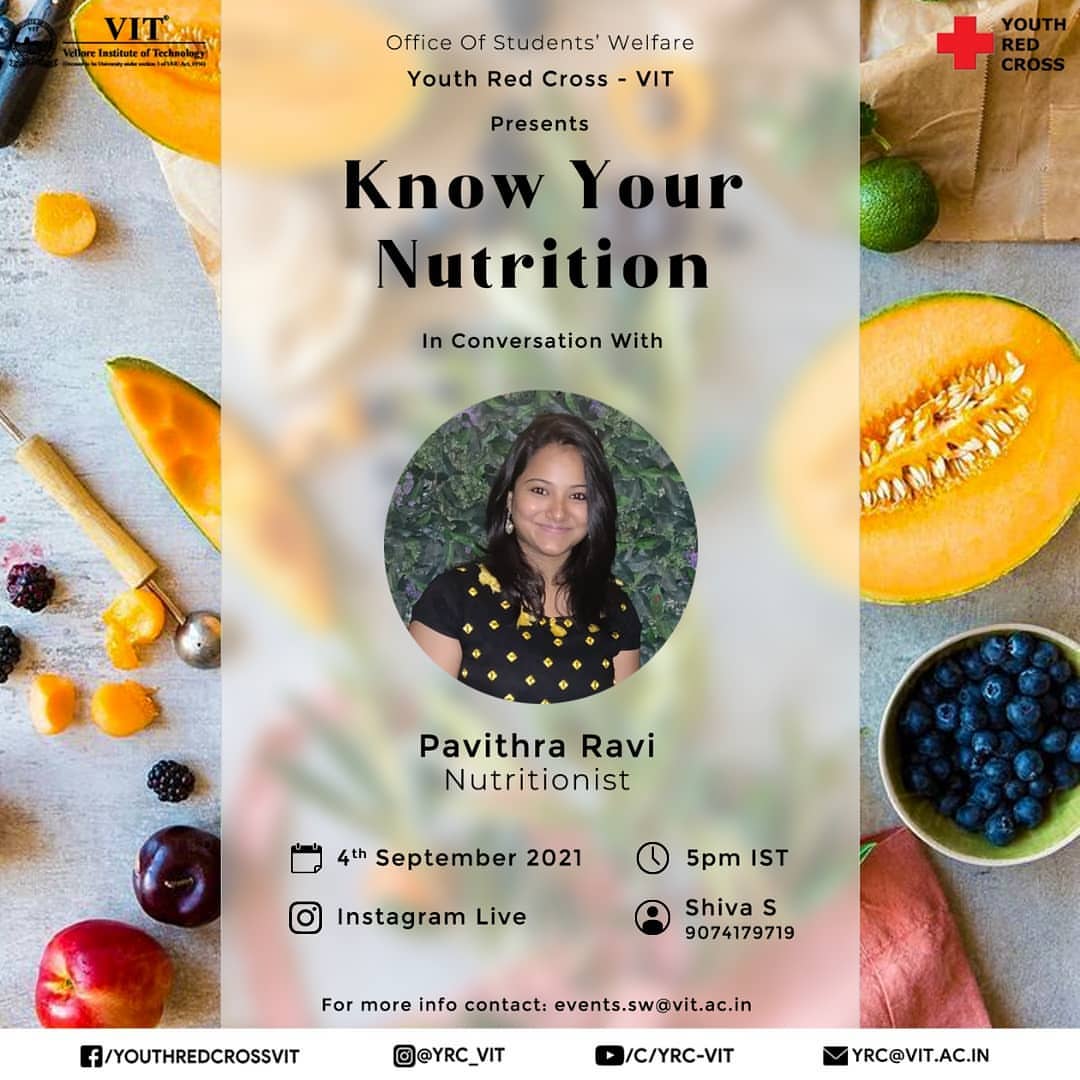 VIT®
Vellore Institute of Technology
(Deemed to be University under section 3 of UGC Act, 1956)
Office Of Students' Welfare
Youth Red Cross - VIT
Presents
YOUTH
RED
CROSS
Know Your
Nutrition
In Conversation With
Pavithra Ravi
Nutritionist
4th September 2021
5pm IST
Instagram Live
Shiva S
9074179719
For more info contact: events.sw@vit.ac.in
/YOUTHREDCROSSVIT
@YRC_VIT
/C/YRC-VIT
YRC@VIT.AC.IN